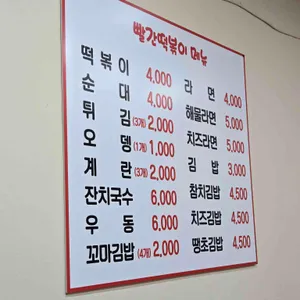 빨간떡볶이 메뉴
떡볶이 4,000
순대 4,000
튀김(3개) 2,000
오뎅(1개) 1,000
계란(3개) 2,000
잔치국수 6,000
우동 6,000
꼬마김밥(4개) 2,000
라면 4,000
해물라면 5,000
치즈라면 5,000
김밥 3,000
참치김밥 4,500
치즈김밥 4,500
땡초김밥 4,500